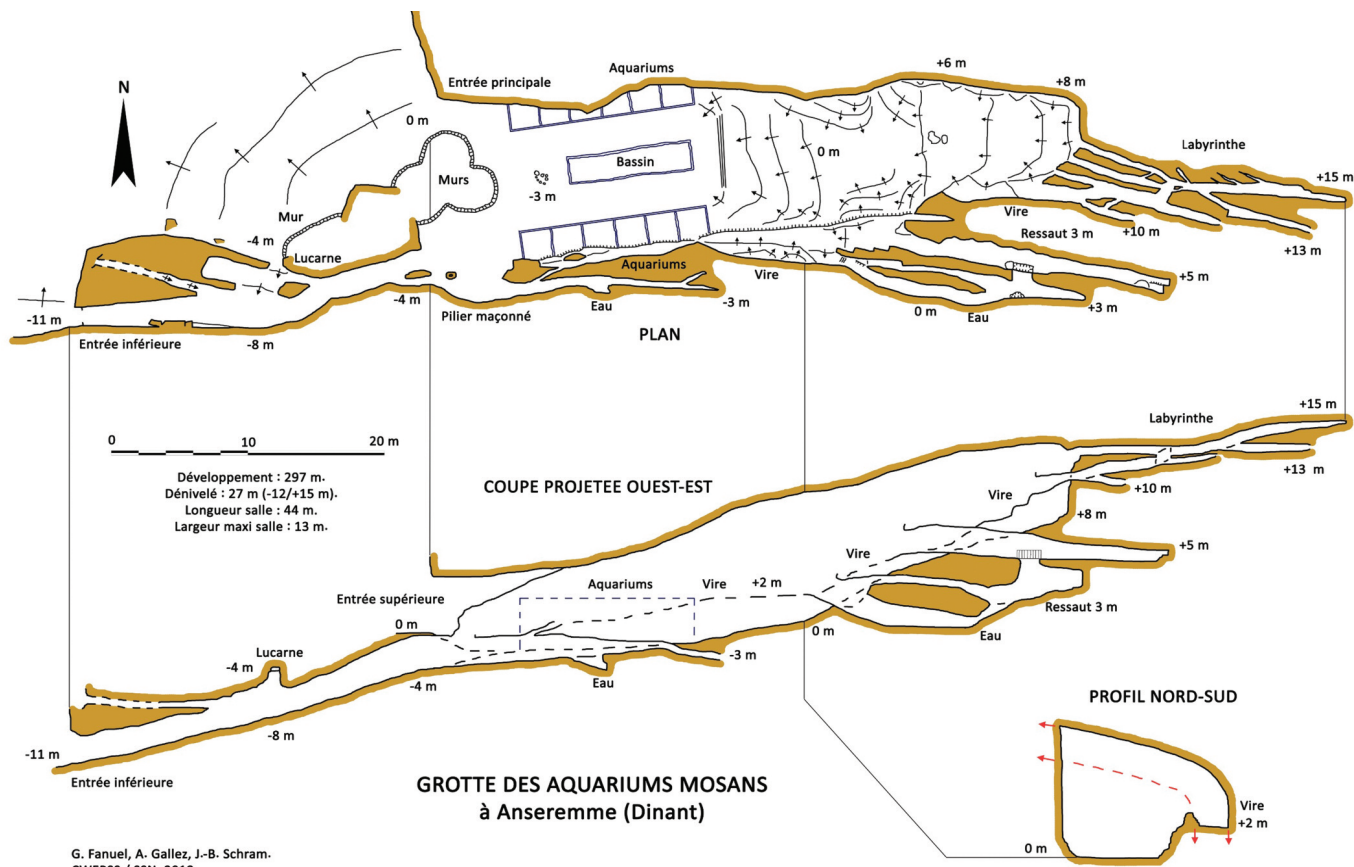 N
Entrée principale
Aquariums
+6 m
+8 m
0 m
Labyrinthe
0 m
Bassin
Murs
+15 m
-3 m
Mur
Vire
+10 m
Ressaut 3 m
+13 m
-4 m
Lucarne
Aquariums
Vire
+5 m
-4 m
-3 m
Eau
0 m
Eau
+3 m
-11 m
Pilier maçonné
PLAN
Entrée inférieure
-8 m
0 10 20 m
Développement : 297 m.
Dénivelé : 27 m (-12/+15 m).
Longueur salle : 44 m.
Largeur maxi salle : 13 m.
COUPE PROJETEE OUEST-EST
+15 m
Labyrinthe
+13 m
+10 m
Vire
+8 m
Vire
+5 m
Aquariums
Vire
+2 m
Entrée supérieure
Ressaut 3 m
0 m
0 m
Eau
Lucarne
-4 m
-3 m
-4 m
Eau
-8 m
-11 m
Entrée inférieure
PROFIL NORD-SUD
Vire
+2 m
0 m
GROTTE DES AQUARIUMS MOSANS
à Anseremme (Dinant)
G. Fanuel, A. Gallez, J.-B. Schram.